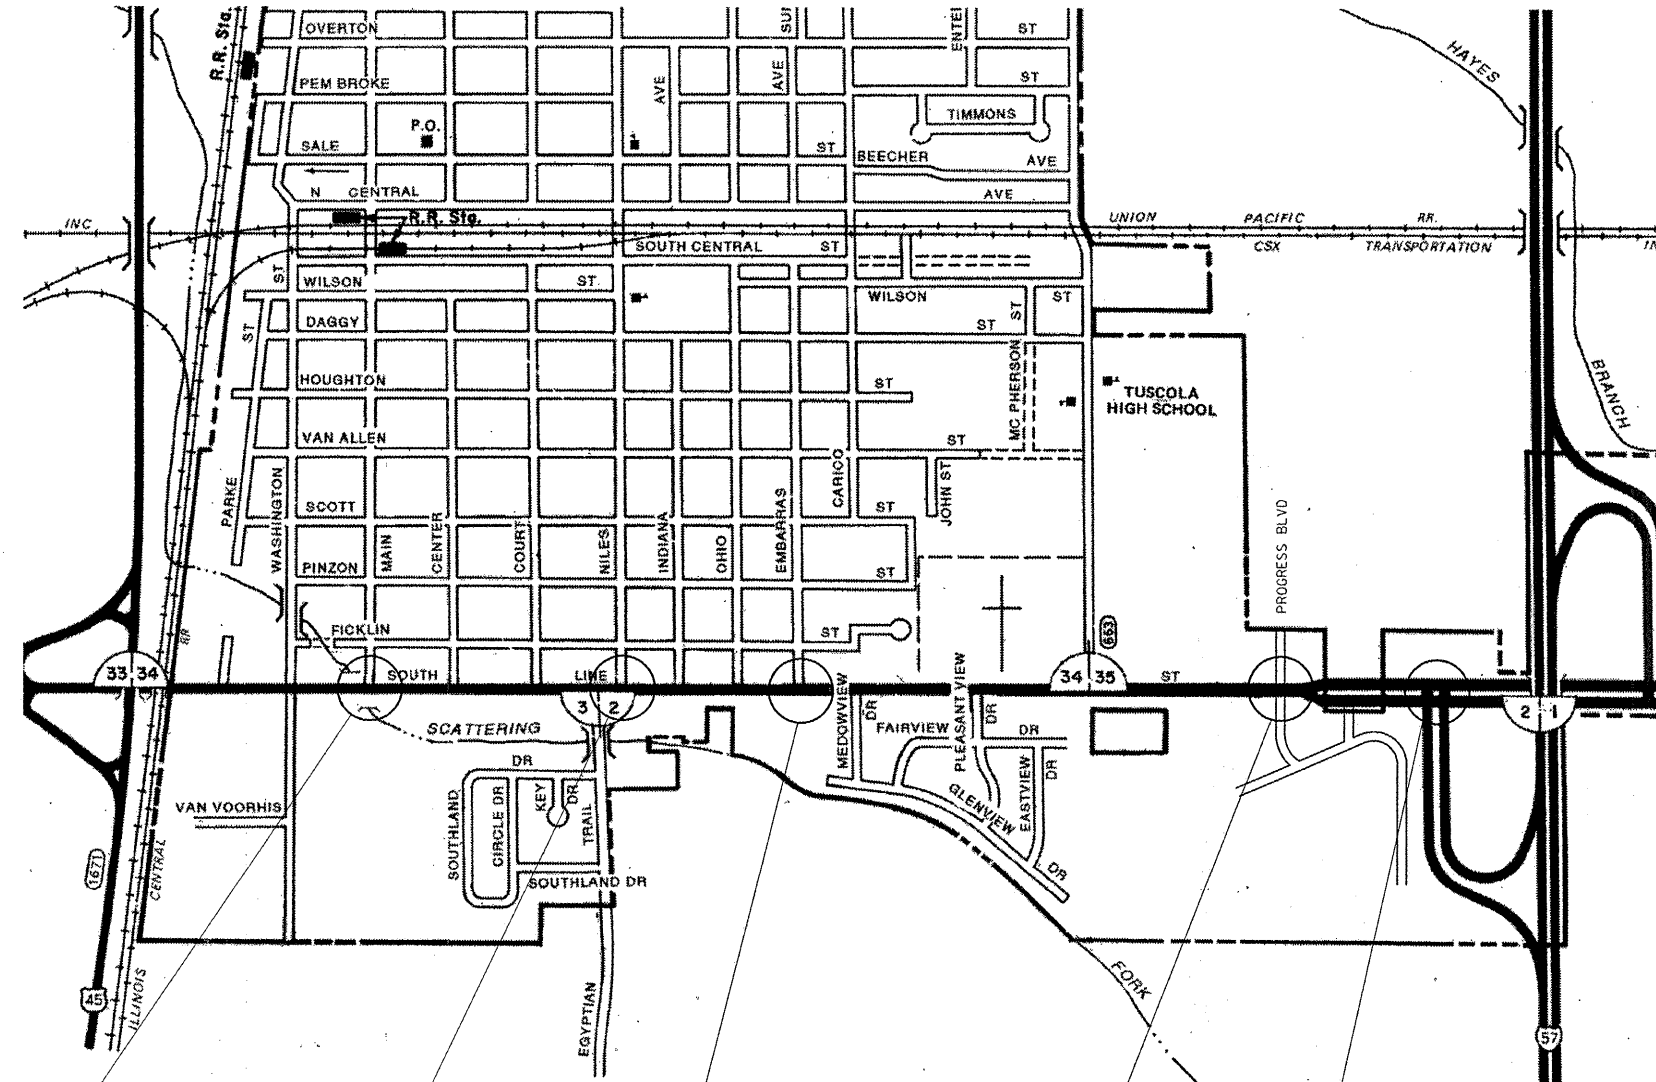 OVERTON
ST
R.R. Sta.
HAYES
PEM BROKE
AVE
AVE
ST
TIMMONS
P.O.
SALE
ST
BEECHER
AVE
N
CENTRAL
AVE
R.R. Sta.
INC
UNION
PACIFIC
RR.
SOUTH CENTRAL
ST
CSX
TRANSPORTATION
ST
WILSON
ST.
WILSON
ST
ST
DAGGY
ST
ST
HOUGHTON
ST
MC PHERSON
TUSCOLA
HIGH SCHOOL
BRANCH
VAN ALLEN
ST
PARKE
WASHINGTON
SCOTT
MAIN
CENTER
COURT
NILES
INDIANA
OHIO
EMBARRAS
CARICO
ST
JOHN ST
PROGRESS BLVD
PINZON
ST
RR
FICKLIN
ST
663
33 34
SOUTH
LINE
34 35
ST
3 2
2 1
SCATTERING
MEDOWVIEW
DR
FAIRVIEW
DR
PLEASANT VIEW
DR
DR
KEY
DR
SOUTHLAND
CIRCLE DR
TRAIL
GLENVIEW
DR
EASTVIEW
DR
VAN VOORHIS
SOUTHLAND DR
1671
CENTRAL
ILLINOIS
45
EGYPTIAN
FORK
57